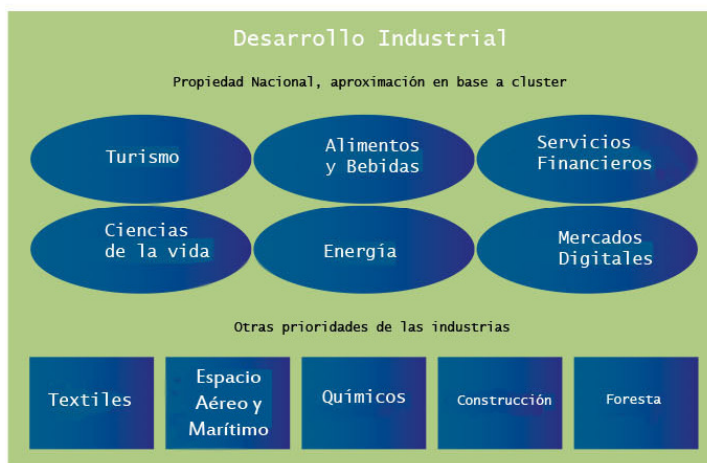 Desarrollo Industrial
Propiedad Nacional, aproximación en base a cluster
Turismo
Alimentos
y Bebidas
Servicios
Financieros
Ciencias
de la vida
Energía
Mercados
Digitales
Otras prioridades de las industrias
Textiles
Espacio
Aéreo y
Marítimo
Químicos
Construcción
Foresta